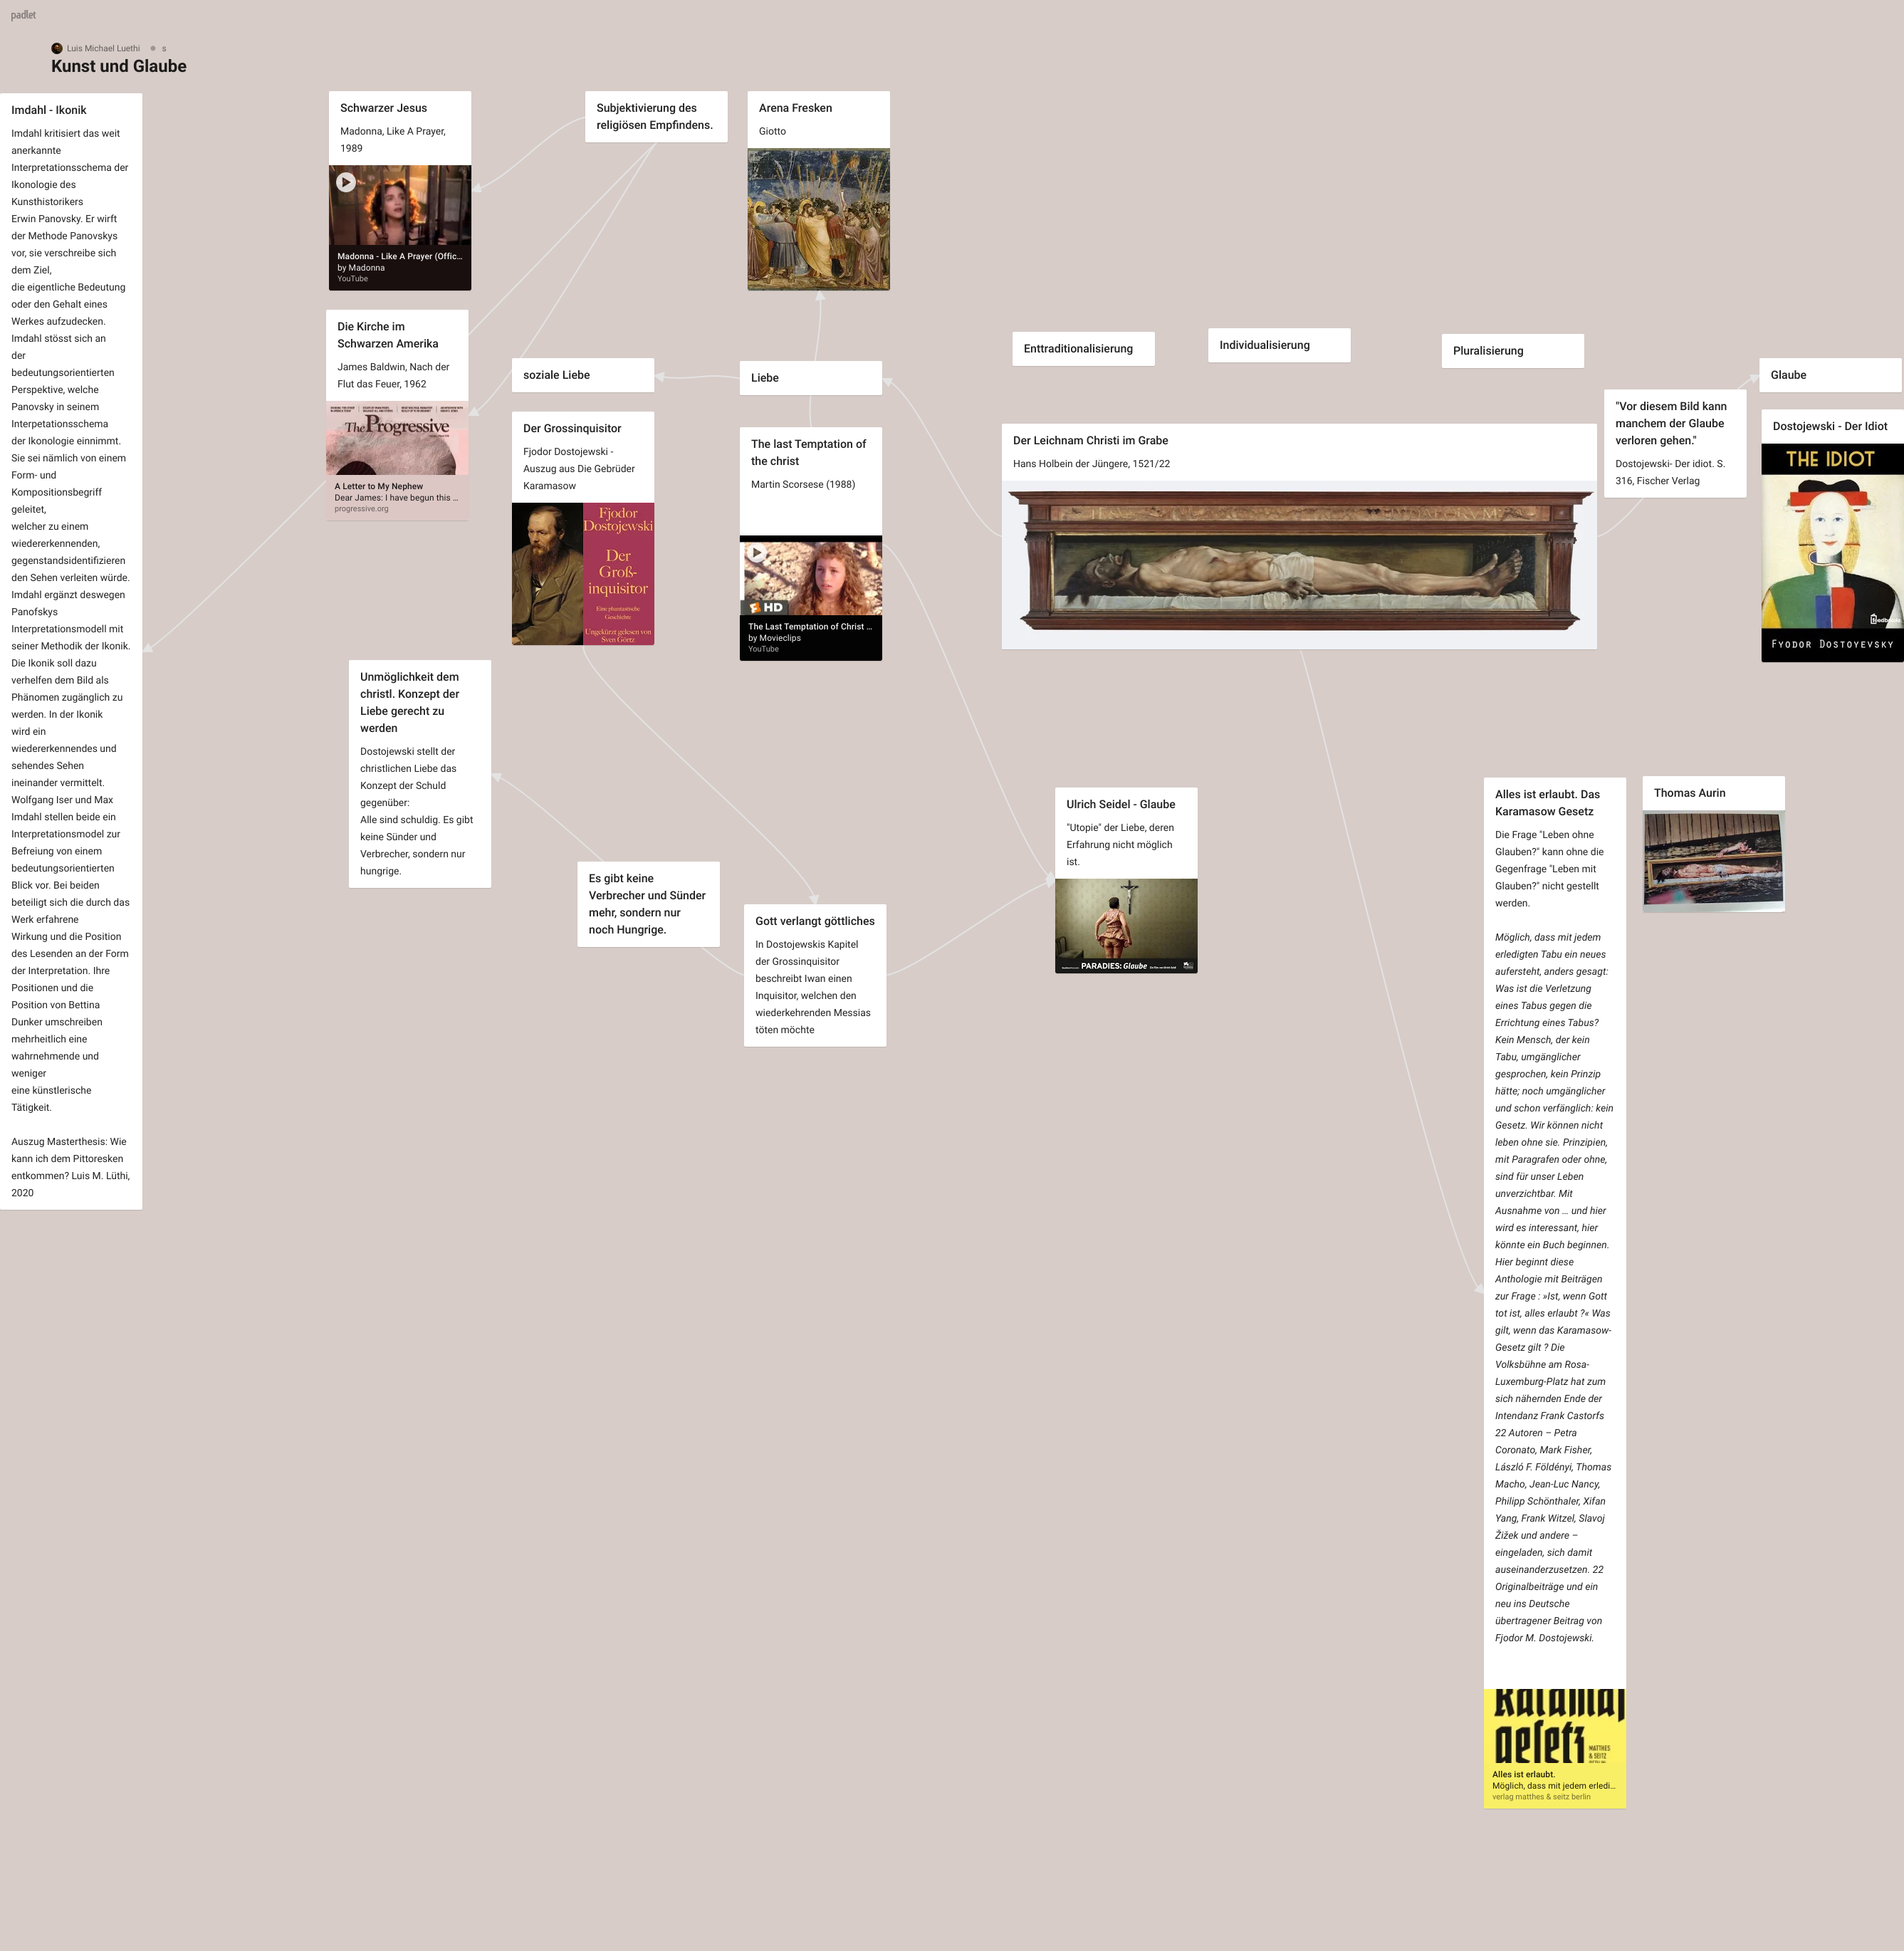 padlet
Luis Michael Luethi s
Kunst und Glaube
Imdahl - Ikonik
Imdahl kritisiert das weit
anerkannte
Interpretationsschema der
Ikonologie des
Kunsthistorikers
Erwin Panovsky. Er wirft
der Methode Panovskys
vor, sie verschreibe sich
dem Ziel,
die eigentliche Bedeutung
oder den Gehalt eines
Werkes aufzudecken.
Imdahl stösst sich an
der
bedeutungsorientierten
Perspektive, welche
Panovsky in seinem
Interpetationsschema
der Ikonologie einnimmt.
Sie sei nämlich von einem
Form- und
Kompositionsbegriff
geleitet,
welcher zu einem
wiedererkennenden,
gegenstandsidentifizieren
den Sehen verleiten würde.
Imdahl ergänzt deswegen
Panofskys
Interpretationsmodell mit
seiner Methodik der Ikonik.
Die Ikonik soll dazu
verhelfen dem Bild als
Phänomen zugänglich zu
werden. In der Ikonik
wird ein
wiedererkennendes und
sehendes Sehen
ineinander vermittelt.
Wolfgang Iser und Max
Imdahl stellen beide ein
Interpretationsmodel zur
Befreiung von einem
bedeutungsorientierten
Blick vor. Bei beiden
beteiligt sich die durch das
Werk erfahrene
Wirkung und die Position
des Lesenden an der Form
der Interpretation. Ihre
Positionen und die
Position von Bettina
Dunker umschreiben
mehrheitlich eine
wahrnehmende und
weniger
eine künstlerische
Tätigkeit.
Auszug Masterthesis: Wie
kann ich dem Pittoresken
entkommen? Luis M. Lüthi,
2020
Schwarzer Jesus
Madonna, Like A Prayer,
1989
Madonna - Like A Prayer (Offic...
by Madonna
YouTube
Subjektivierung des
religiösen Empfindens.
Arena Fresken
Giotto
Die Kirche im
Schwarzen Amerika
James Baldwin, Nach der
Flut das Feuer, 1962
The Progressive
A Letter to My Nephew
Dear James: I have begun this ...
progressive.org
soziale Liebe
Liebe
Der Grossinquisitor
Fjodor Dostojewski -
Auszug aus Die Gebrüder
Karamasow
Fjodor
Dostojewski
Der
Groß-
inquisitor
Eine phantastische
Geschichte
Ungekürzt gelesen von
Sven Görtz
The last Temptation of
the christ
Martin Scorsese (1988)
HD
The Last Temptation of Christ ...
by Movieclips
YouTube
Enttraditionalisierung
Individualisierung
Pluralisierung
Der Leichnam Christi im Grabe
Hans Holbein der Jüngere, 1521/22
"Vor diesem Bild kann
manchem der Glaube
verloren gehen."
Dostojewski- Der idiot. S.
316, Fischer Verlag
Glaube
Dostojewski - Der Idiot
THE IDIOT
FYODOR DOSTOYEVSKY
Unmöglichkeit dem
christl. Konzept der
Liebe gerecht zu
werden
Dostojewski stellt der
christlichen Liebe das
Konzept der Schuld
gegenüber:
Alle sind schuldig. Es gibt
keine Sünder und
Verbrecher, sondern nur
hungrige.
Es gibt keine
Verbrecher und Sünder
mehr, sondern nur
noch Hungrige.
Gott verlangt göttliches
In Dostojewskis Kapitel
der Grossinquisitor
beschreibt Iwan einen
Inquisitor, welchen den
wiederkehrenden Messias
töten möchte
Ulrich Seidel - Glaube
"Utopie" der Liebe, deren
Erfahrung nicht möglich
ist.
PARADIES: Glaube
Alles ist erlaubt. Das
Karamasow Gesetz
Die Frage "Leben ohne
Glauben?" kann ohne die
Gegenfrage "Leben mit
Glauben?" nicht gestellt
werden.
Möglich, dass mit jedem
erledigten Tabu ein neues
aufersteht, anders gesagt:
Was ist die Verletzung
eines Tabus gegen die
Errichtung eines Tabus?
Kein Mensch, der kein
Tabu, umgänglicher
gesprochen, kein Prinzip
hätte; noch umgänglicher
und schon verfänglich: kein
Gesetz. Wir können nicht
leben ohne sie. Prinzipien,
mit Paragrafen oder ohne,
sind für unser Leben
unverzichtbar. Mit
Ausnahme von … und hier
wird es interessant, hier
könnte ein Buch beginnen.
Hier beginnt diese
Anthologie mit Beiträgen
zur Frage : »Ist, wenn Gott
tot ist, alles erlaubt ?« Was
gilt, wenn das Karamasow-
Gesetz gilt ? Die
Volksbühne am Rosa-
Luxemburg-Platz hat zum
sich nähernden Ende der
Intendanz Frank Castorfs
22 Autoren – Petra
Coronato, Mark Fisher,
László F. Földényi, Thomas
Macho, Jean-Luc Nancy,
Philipp Schönthaler, Xifan
Yang, Frank Witzel, Slavoj
Žižek und andere –
eingeladen, sich damit
auseinanderzusetzen. 22
Originalbeiträge und ein
neu ins Deutsche
übertragener Beitrag von
Fjodor M. Dostojewski.
gesetz
MATTHES
& SEITZ
Alles ist erlaubt.
Möglich, dass mit jedem erledi...
verlag matthes & seitz berlin
Thomas Aurin